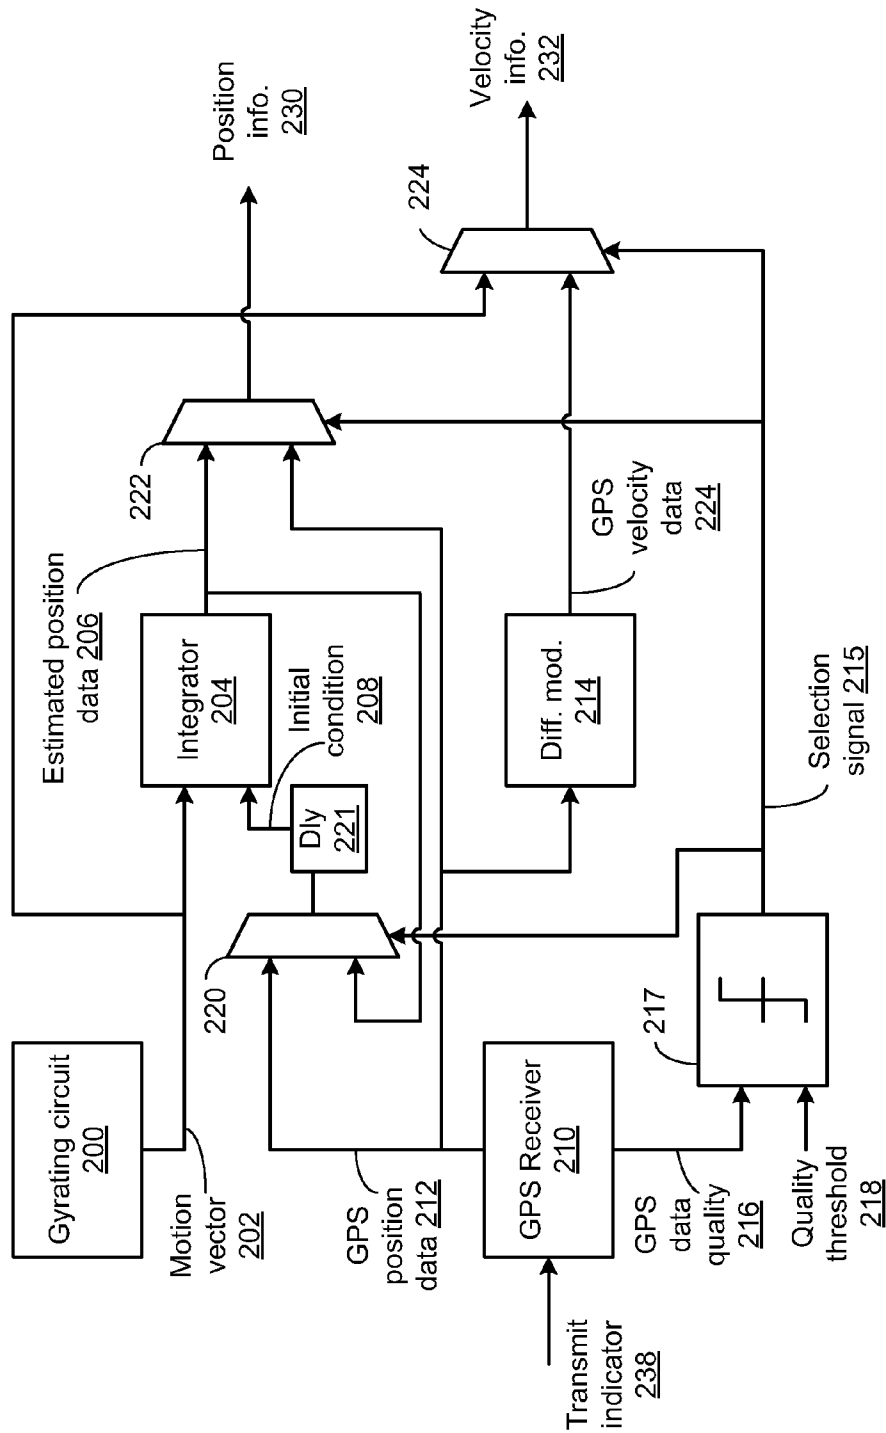 Gyrating circuit
200
Motion
vector
202
Estimated position
data 206
Integrator
204
Initial
condition
208
Dly
221
220
222
Position
info.
230
GPS
position
data 212
Transmit
indicator
238
GPS Receiver
210
Diff. mod.
214
GPS
velocity
data
224
224
Velocity
info.
232
GPS
data
quality
216
Quality
threshold
218
217
Selection
signal 215